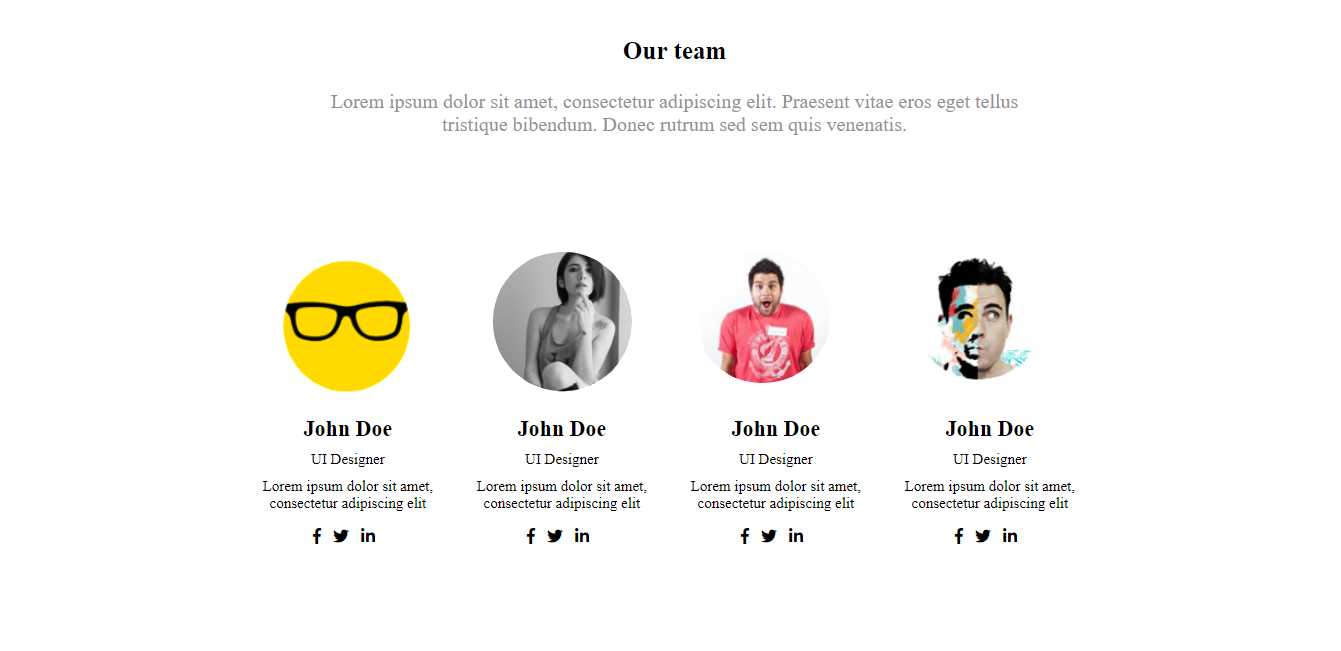 Our team
Lorem ipsum dolor sit amet, consectetur adipiscing elit. Praesent vitae eros eget tellus
tristique bibendum. Donec rutrum sed sem quis venenatis.
John Doe
UI Designer
Lorem ipsum dolor sit amet,
consectetur adipiscing elit
John Doe
UI Designer
Lorem ipsum dolor sit amet,
consectetur adipiscing elit
John Doe
UI Designer
Lorem ipsum dolor sit amet,
consectetur adipiscing elit
John Doe
UI Designer
Lorem ipsum dolor sit amet,
consectetur adipiscing elit